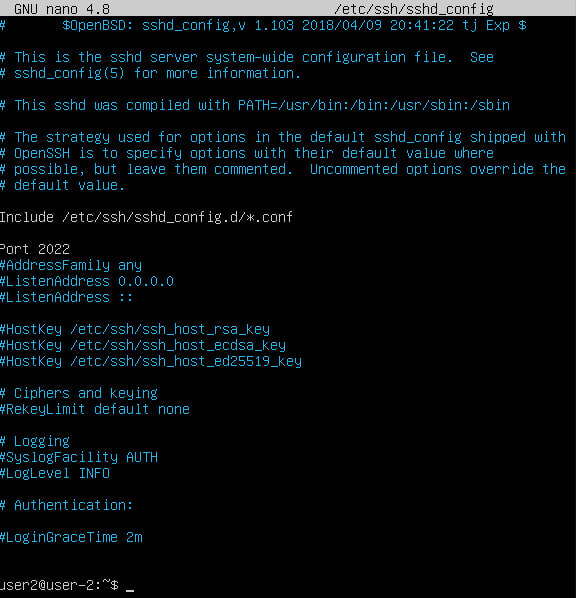 GNU nano 4.8 /etc/ssh/sshd_config
# $OpenBSD: sshd_config,v 1.103 2018/04/09 20:41:22 tj Exp $
# This is the sshd server system-wide configuration file. See
# sshd_config(5) for more information.
# This sshd was compiled with PATH=/usr/bin:/bin:/usr/sbin:/sbin
# The strategy used for options in the default sshd_config shipped with
# OpenSSH is to specify options with their default value where
# possible, but leave them commented. Uncommented options override the
# default value.
Include /etc/ssh/sshd_config.d/*.conf
Port 2022
#AddressFamily any
#ListenAddress 0.0.0.0
#ListenAddress ::
#HostKey /etc/ssh/ssh_host_rsa_key
#HostKey /etc/ssh/ssh_host_ecdsa_key
#HostKey /etc/ssh/ssh_host_ed25519_key
# Ciphers and keying
#RekeyLimit default none
# Logging
#SyslogFacility AUTH
#LogLevel INFO
# Authentication:
#LoginGraceTime 2m
user2@user-2:~$ _